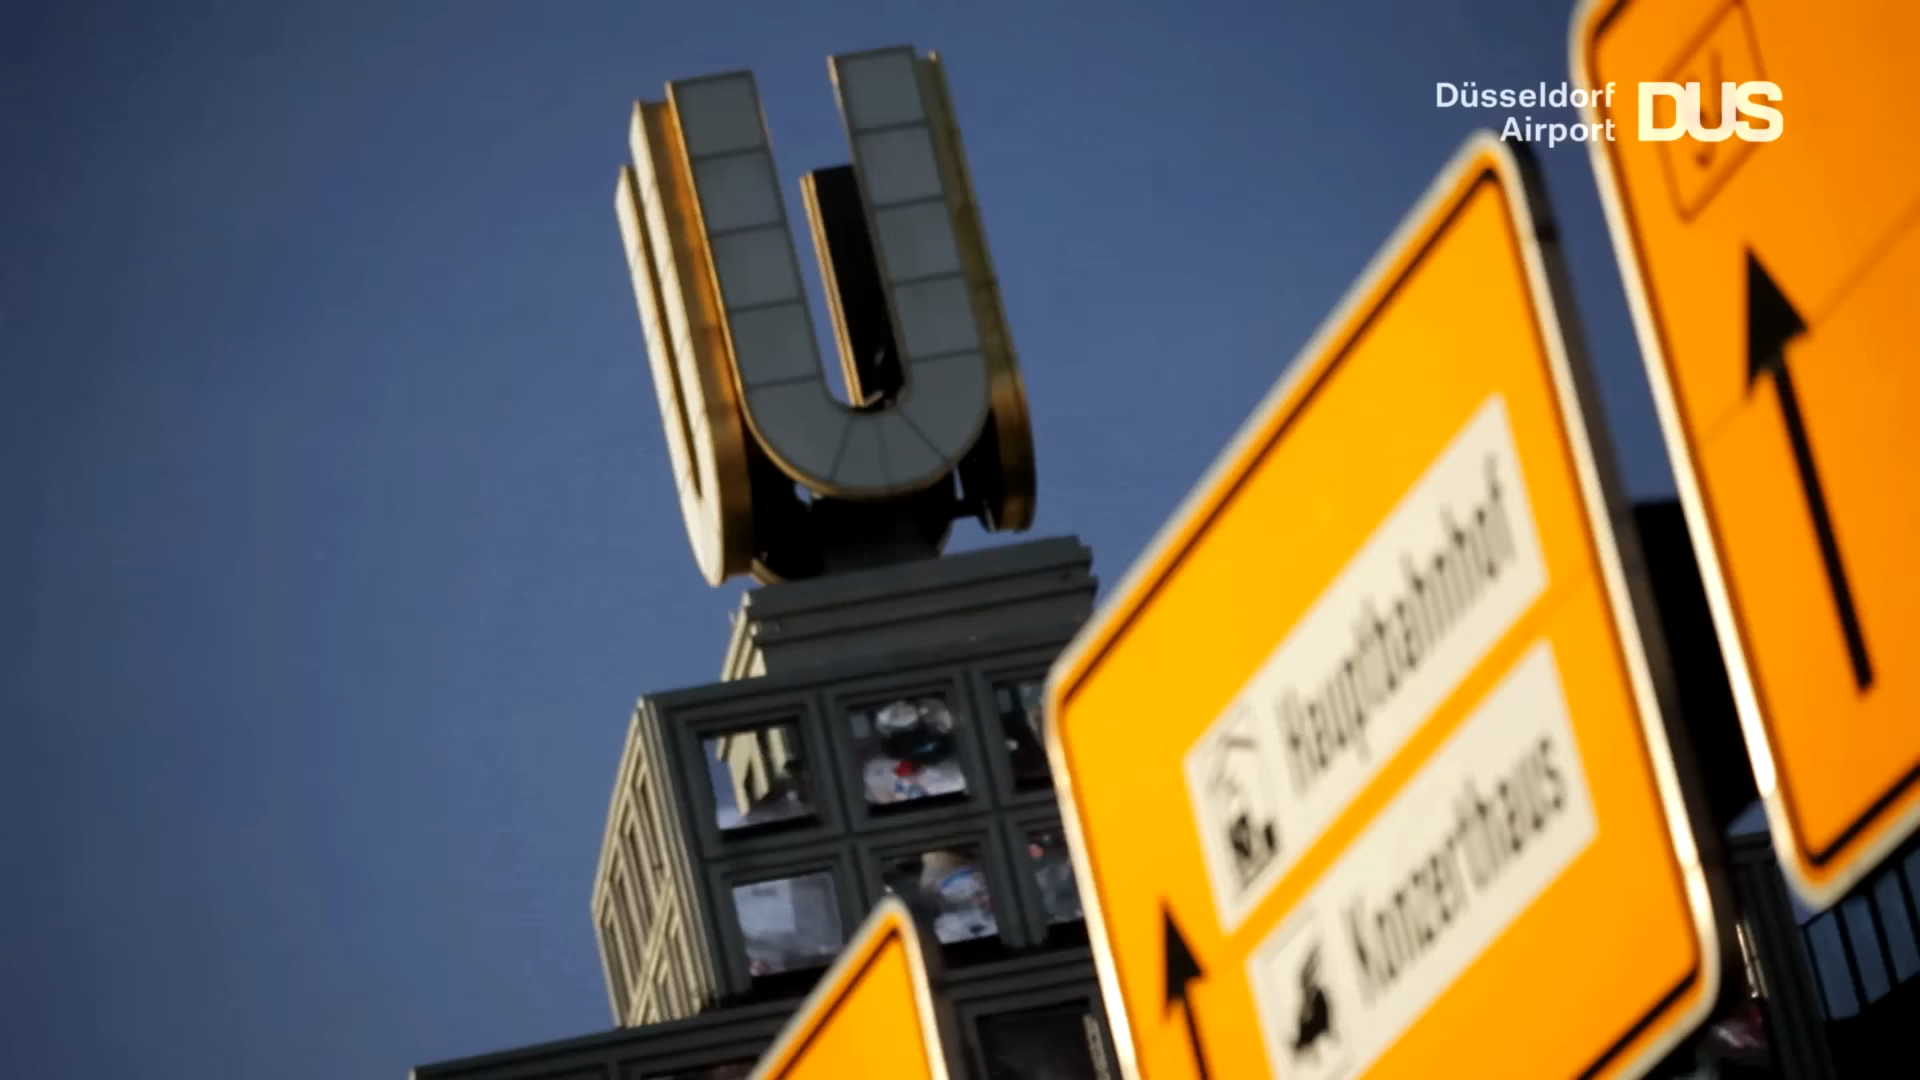 U
Düsseldorf
Airport
DUS
Hauptbahnhof
Konzerthaus